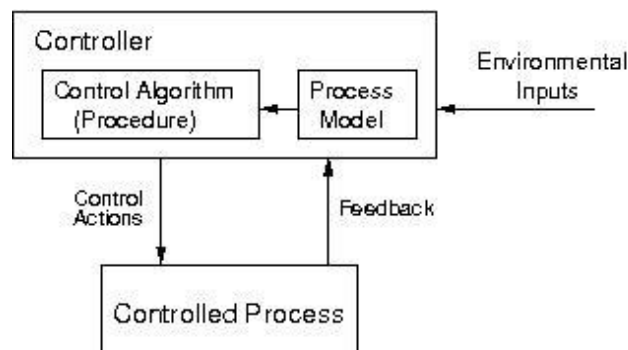 Controller
Environmental
Inputs
Control Algorithm
(Procedure)
Process
Model
Control
Actions
Feedback
Controlled Process